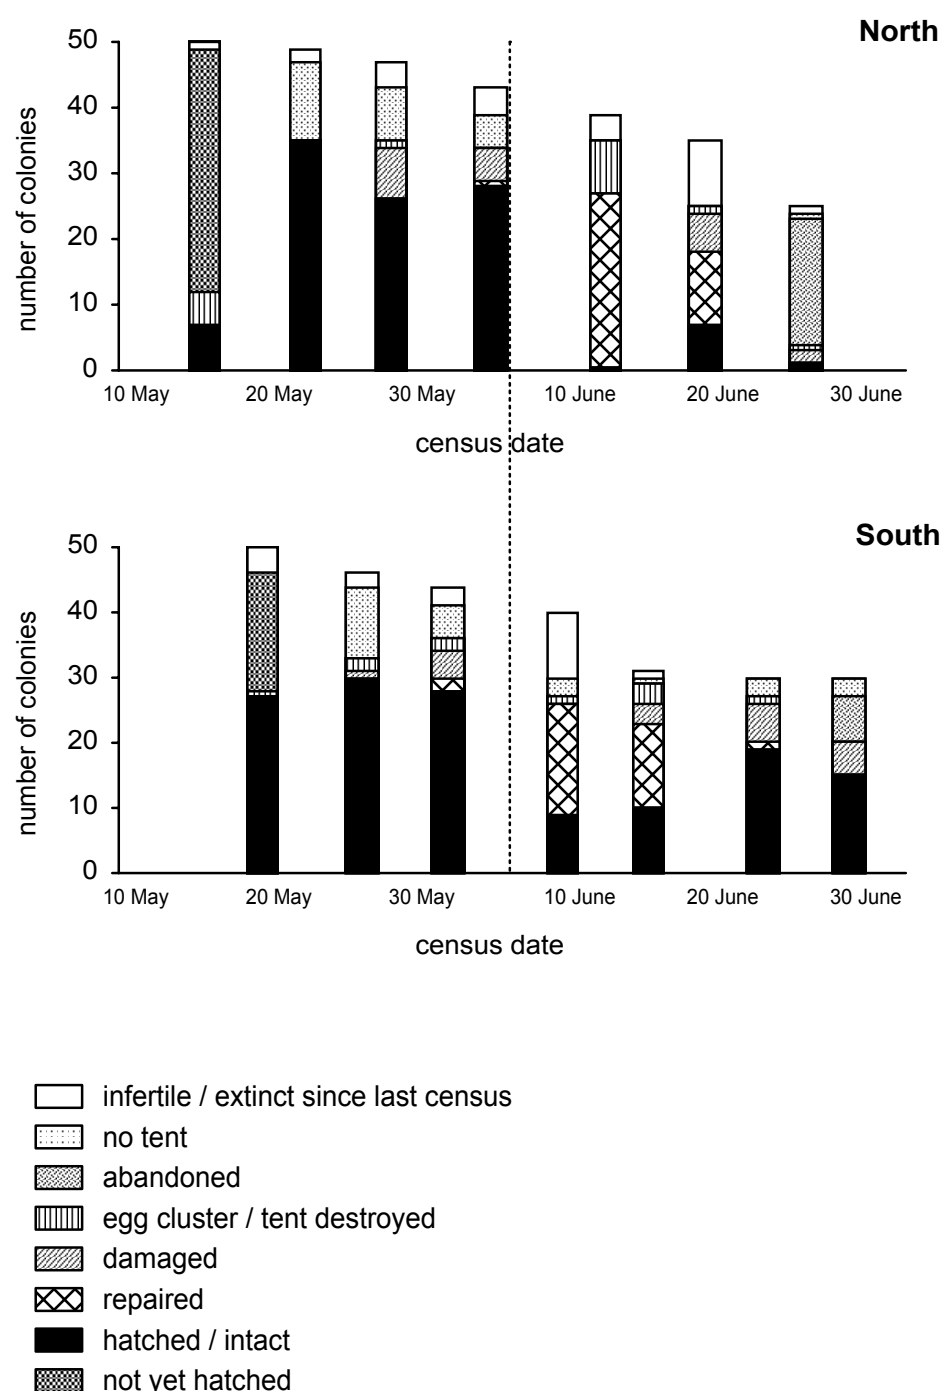 North
50
40
30
20
10
0
number of colonies
10 May 20 May 30 May 10 June 20 June 30 June
census date
South
50
40
30
20
10
0
number of colonies
10 May 20 May 30 May 10 June 20 June 30 June
census date
infertile / extinct since last census
no tent
abandoned
egg cluster / tent destroyed
damaged
repaired
hatched / intact
not yet hatched